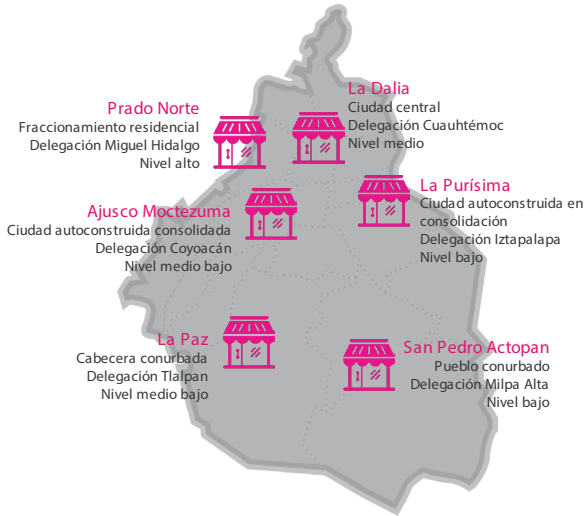 La Dalia
Ciudad central
Delegación Cuauhtémoc
Nivel medio
Prado Norte
Fraccionamiento residencial
Delegación Miguel Hidalgo
Nivel alto
La Purísima
Ciudad autoconstruida en
consolidación
Delegación Iztapalapa
Nivel bajo
Ajusco Moctezuma
Ciudad autoconstruida consolidada
Delegación Coyoacán
Nivel medio bajo
La Paz
Cabecera conurbada
Delegación Tlalpan
Nivel medio bajo
San Pedro Actopan
Pueblo conurbado
Delegación Milpa Alta
Nivel bajo